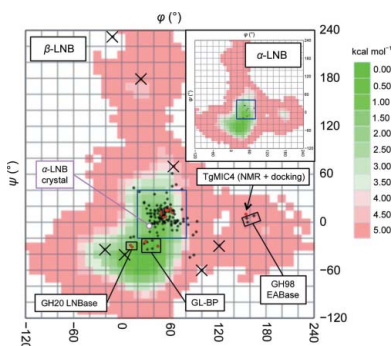 φ (°)
β-LNB
α-LNB
φ
ψ
kcal mol⁻¹
0.00
0.50
1.00
1.50
2.00
2.50
3.00
3.50
4.00
4.50
5.00
ψ (°)
240
180
120
60
0
−60
−120
α-LNB
crystal
TgMIC4 (NMR + docking)
GH20 LNBase
GL-BP
GH98
EABase
−120
−60
0
60
120
180
240